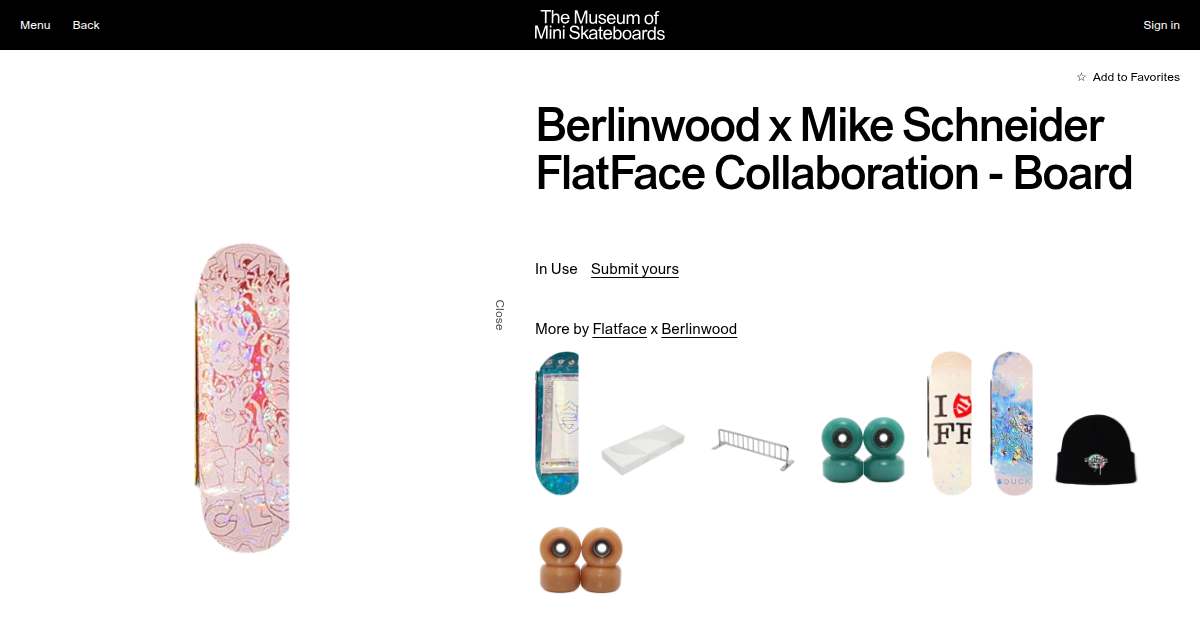 Menu
Back
The Museum of
Mini Skateboards
Sign in
☆ Add to Favorites
Berlinwood x Mike Schneider
FlatFace Collaboration - Board
In Use Submit yours
Close
More by Flatface x Berlinwood
I
FF
DUCK